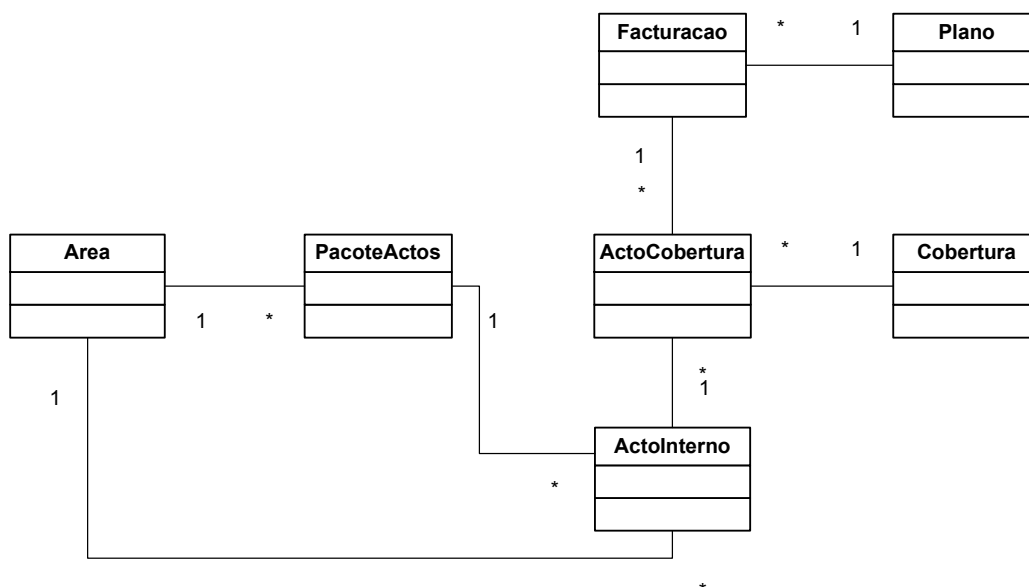 Facturacao
*
1
Plano
1
*
Area
PacoteActos
ActoCobertura
*
1
Cobertura
1
*
1
1
*
1
ActoInterno
*
*